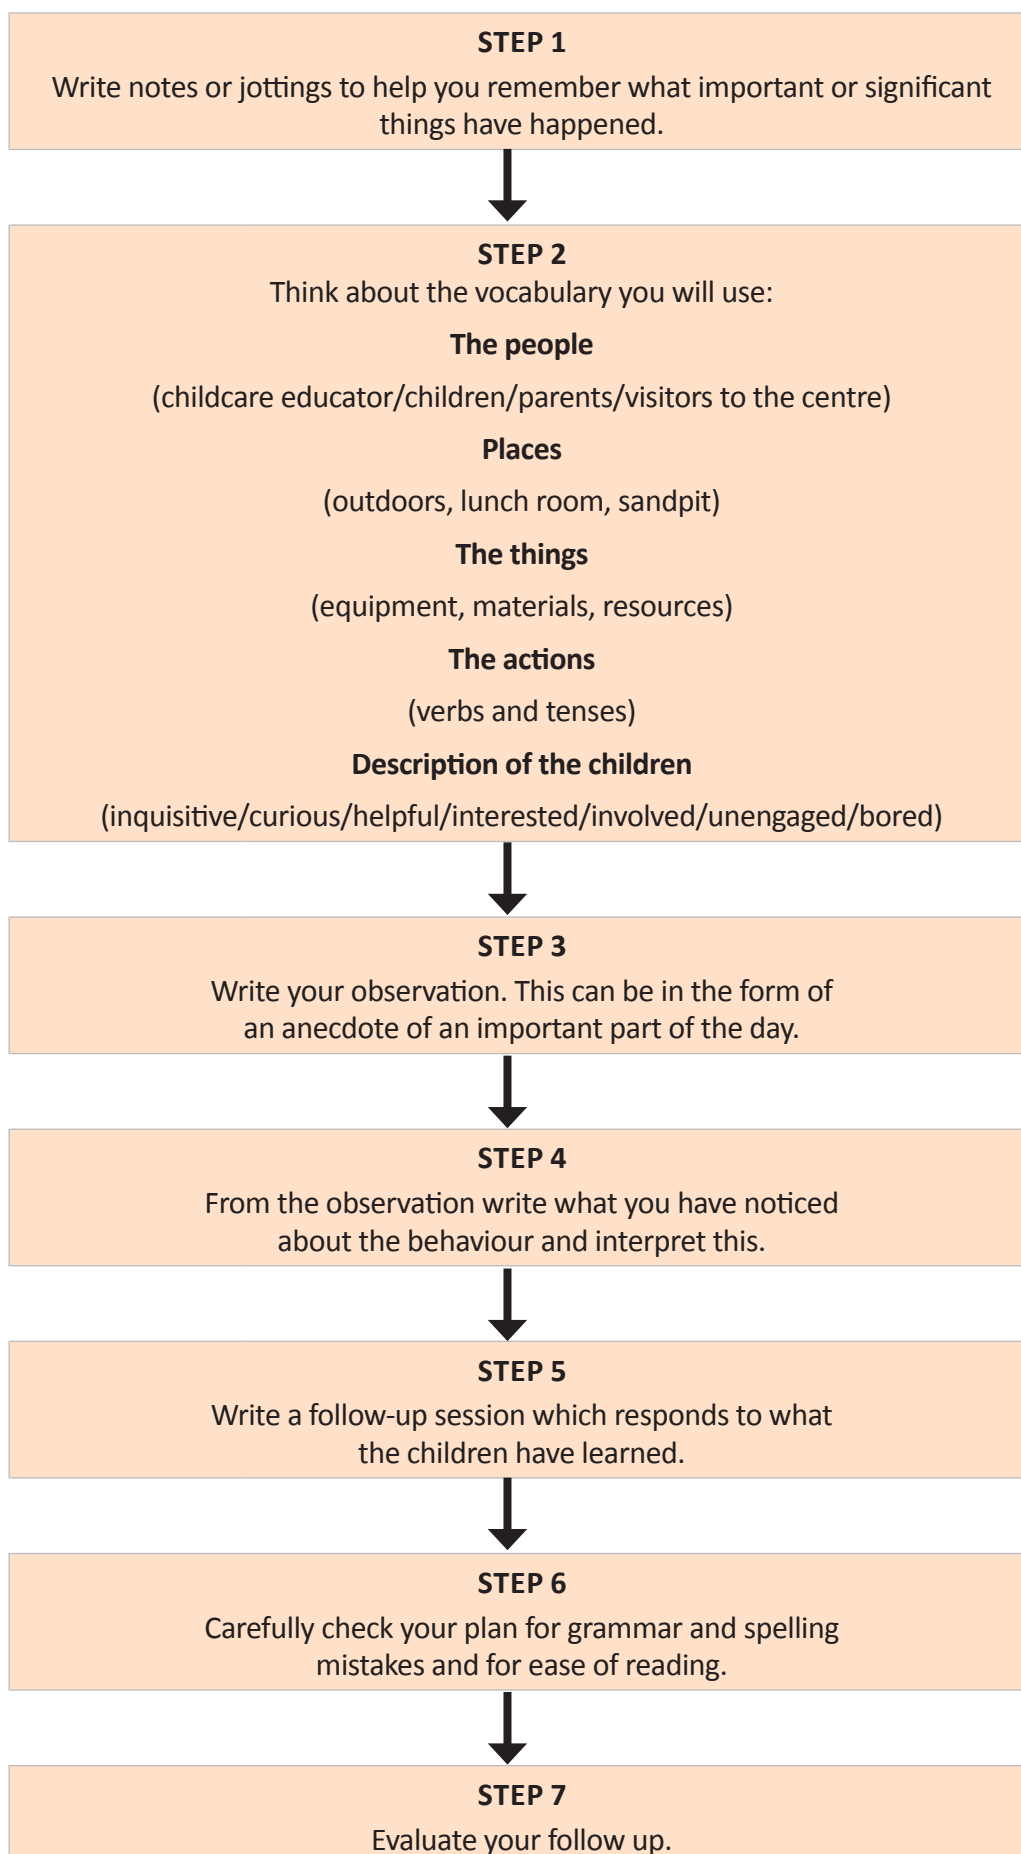 STEP 1
Write notes or jottings to help you remember what important or significant
things have happened.
STEP 2
Think about the vocabulary you will use:
The people
(childcare educator/children/parents/visitors to the centre)
Places
(outdoors, lunch room, sandpit)
The things
(equipment, materials, resources)
The actions
(verbs and tenses)
Description of the children
(inquisitive/curious/helpful/interested/involved/unengaged/bored)
STEP 3
Write your observation. This can be in the form of
an anecdote of an important part of the day.
STEP 4
From the observation write what you have noticed
about the behaviour and interpret this.
STEP 5
Write a follow-up session which responds to what
the children have learned.
STEP 6
Carefully check your plan for grammar and spelling
mistakes and for ease of reading.
STEP 7
Evaluate your follow up.